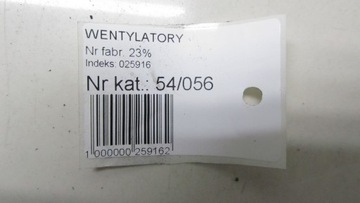 WENTYLATORY
Nr fabr. 23%
Indeks: 025916
Nr kat.: 54/056
1 000000 259162